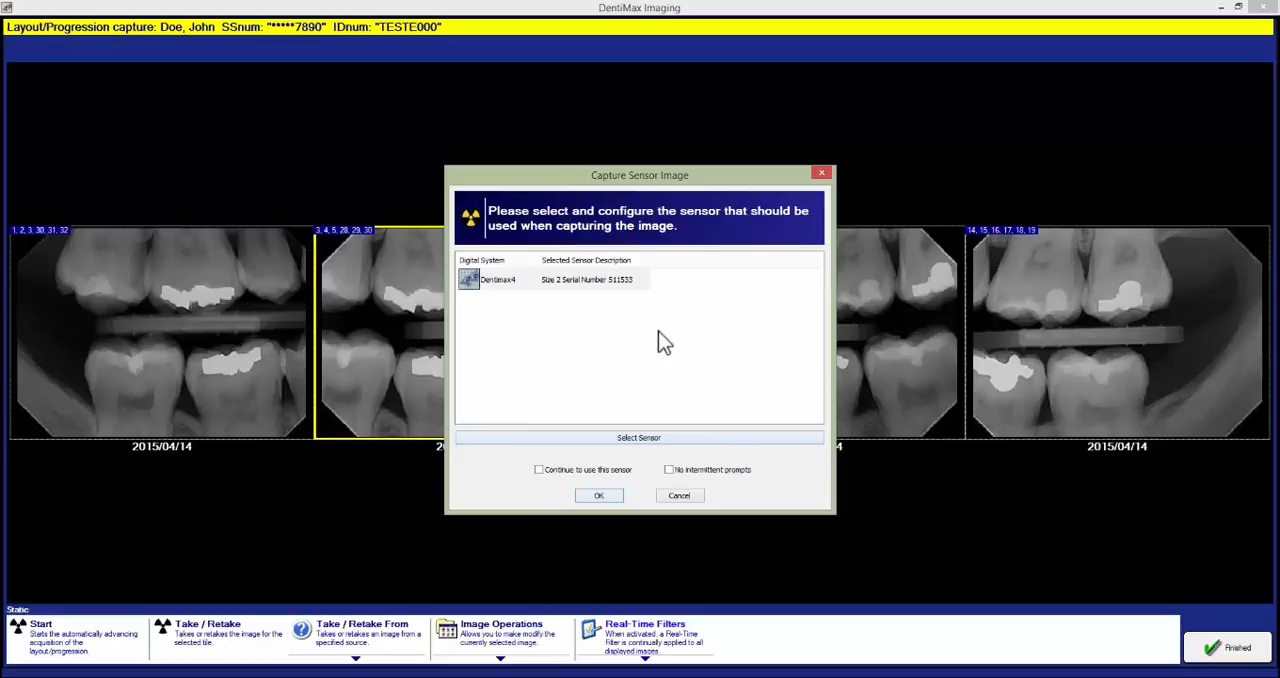 DentiMax Imaging
Layout/Progression capture: Doe, John SSnum: "*****7890" IDnum: "TESTE000"
Capture Sensor Image
Please select and configure the sensor that should be
used when capturing the image.
Digital System Selected Sensor Description
Dentimax4 Size 2 Serial Number 511533
1, 2, 3, 30, 31, 32
3, 4, 5, 28, 29, 30
14, 15, 16, 17, 18, 19
Select Sensor
2015/04/14
2
4
2015/04/14
Continue to use this sensor
No intermittent prompts
OK
Cancel
Static
Start
Starts the automatically advancing
acquisition of the
layout/progression.
Take / Retake
Takes or retakes the image for the
selected tile.
Take / Retake From
Takes or retakes an image from a
specified source.
Image Operations
Allows you to make modify the
currently selected image.
Real-Time Filters
When activated, a Real-Time
Filter is continually applied to all
displayed images.
Finished